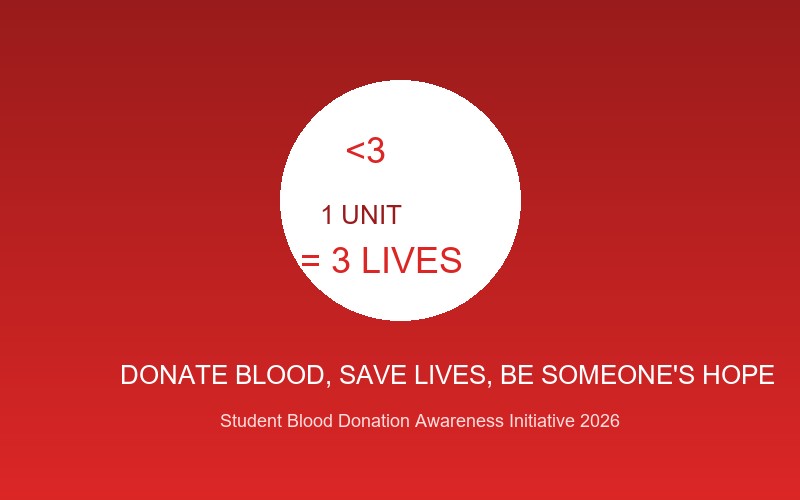 <3
1 UNIT
= 3 LIVES
DONATE BLOOD, SAVE LIVES, BE SOMEONE'S HOPE
Student Blood Donation Awareness Initiative 2026